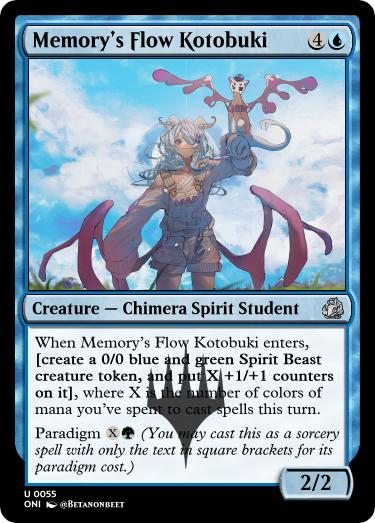 Memory's Flow Kotobuki 4
Creature — Chimera Spirit Student
When Memory's Flow Kotobuki enters,
[create a 0/0 blue and green Spirit Beast
creature token, and put X +1/+1 counters
on it], where X is the number of colors of
mana you've spent to cast spells this turn.
Paradigm X (You may cast this as a sorcery
spell with only the text in square brackets for its
paradigm cost.)
2/2
U 0055
ONI @Betanonbeet